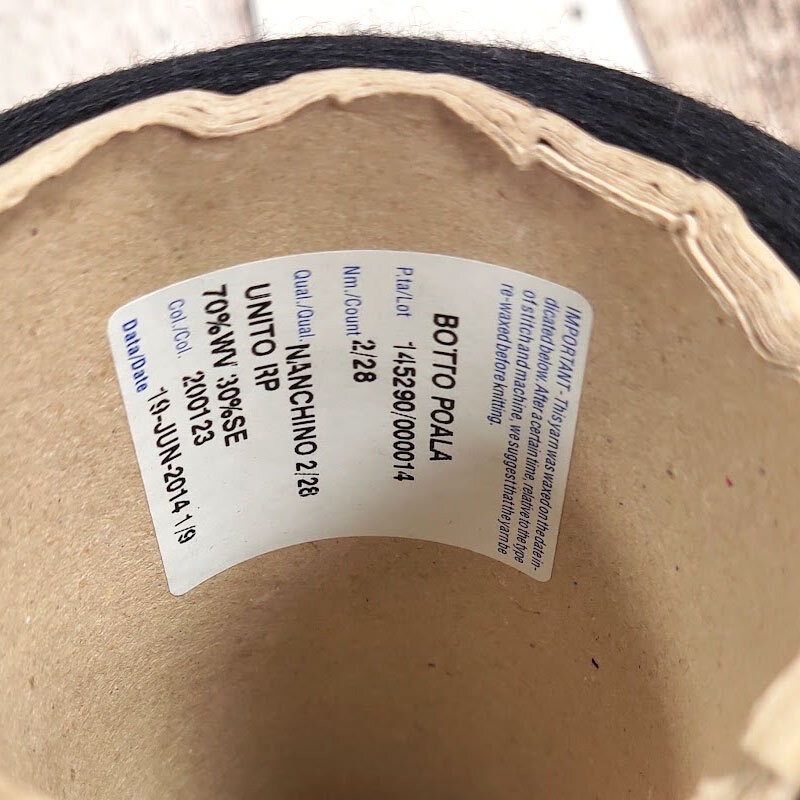 IMPORTANT - This yarn was waxed on the date in-
dicated below. After a certain time, relative to the type
of stitch and machine, we suggest that the yarn be
re-waxed before knitting.
BOTTO POALA
P.ta/Lot 145290/000014
Nm./Count 2/28
Qual./Qual. NANCHINO 2/28
UNITO IRP
70%WV 30%SE
Col./Col. 200123
Data/Date 19-JUN-2014 1/9